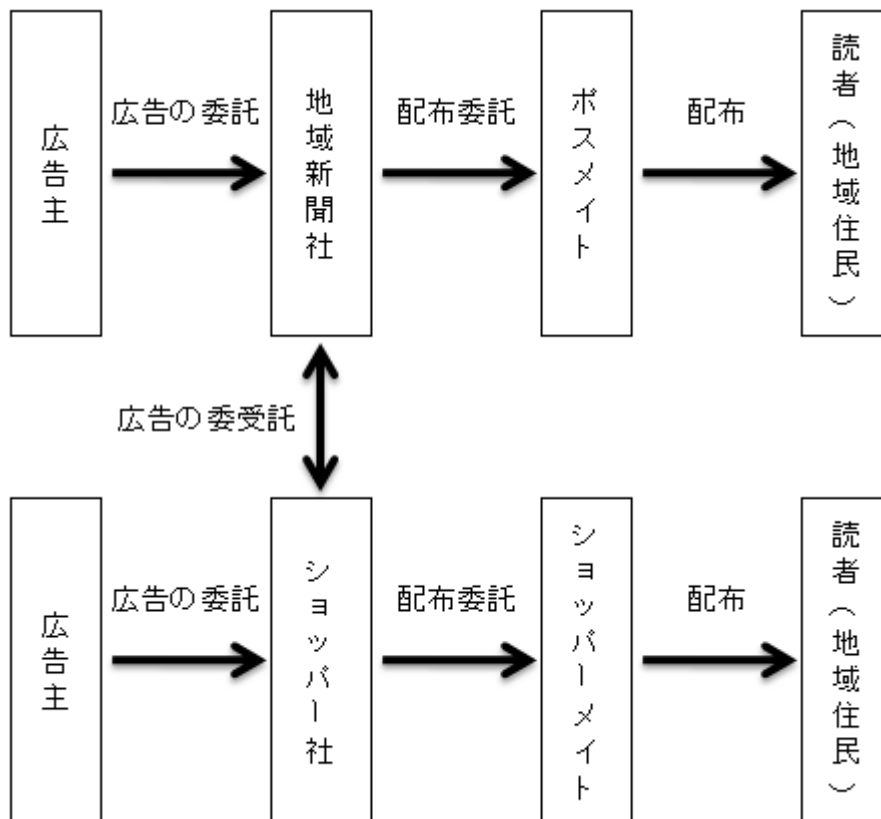 広告主
広告の委託
地域新聞社
配布委託
ポスメイト
配布
読者（地域住民）
広告の委受託
広告主
広告の委託
ショッパー社
配布委託
ショッパーメイト
配布
読者（地域住民）